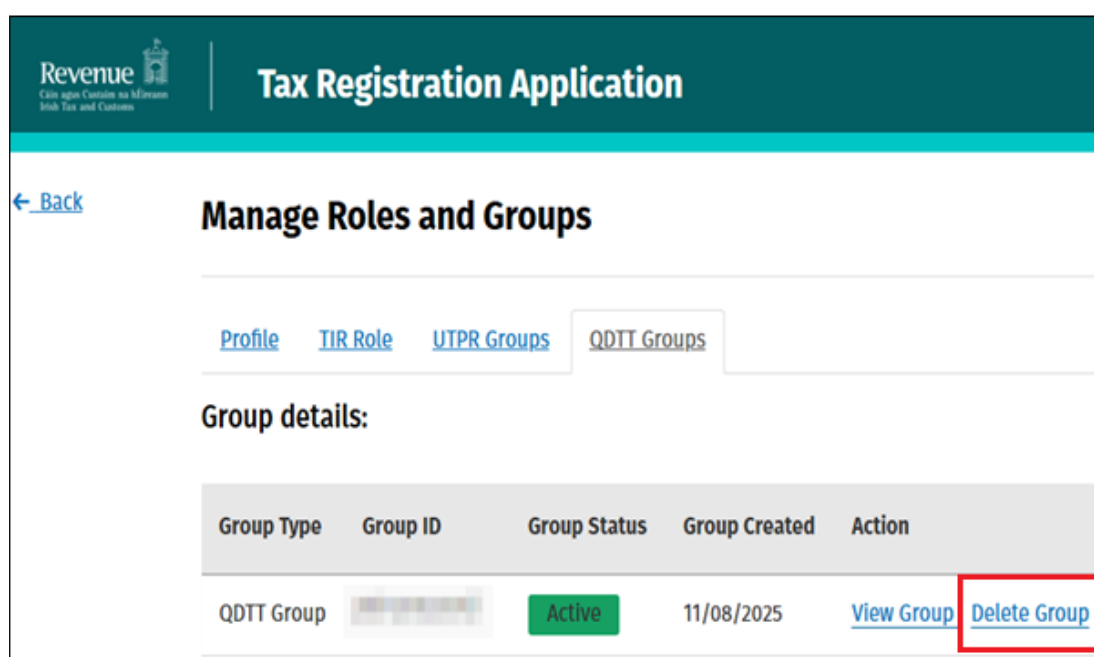 Revenue
Cáin agus Custaim na hÉireann
Irish Tax and Customs
Tax Registration Application
← Back
Manage Roles and Groups
Profile TIR Role UTPR Groups QDTT Groups
Group details:
Group Type Group ID Group Status Group Created Action
QDTT Group Active 11/08/2025 View Group Delete Group